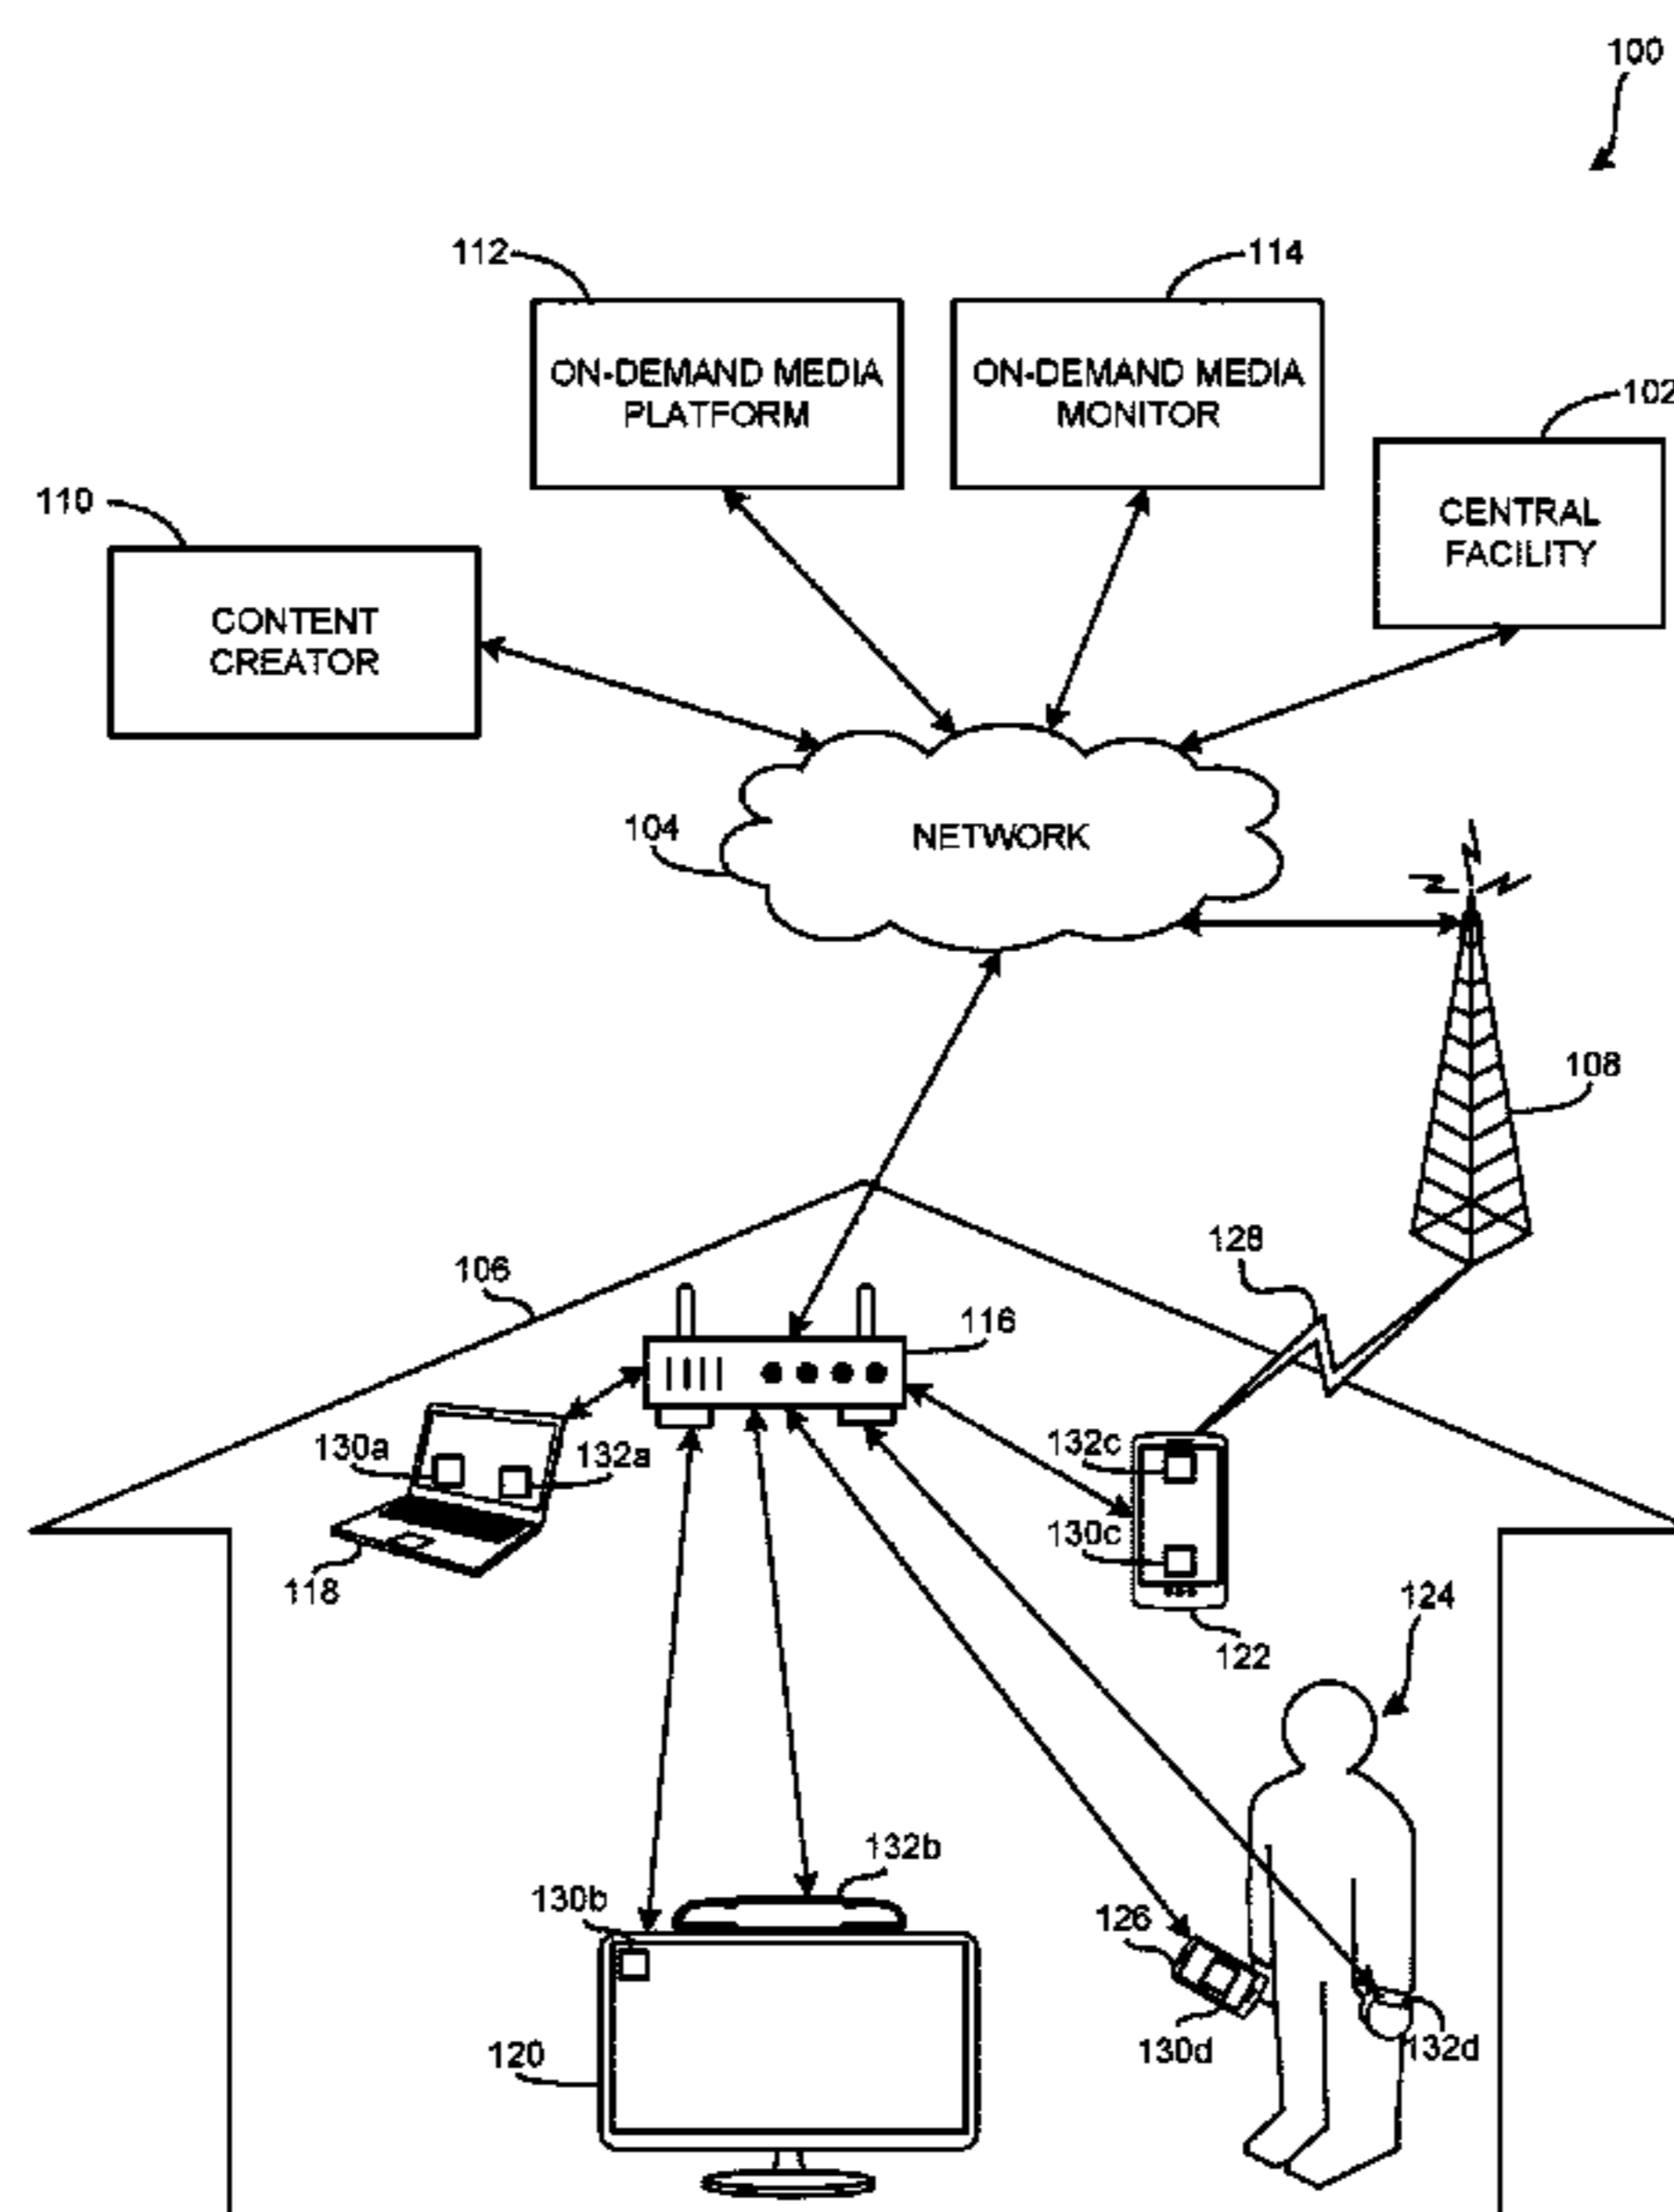 100
112
114
ON-DEMAND MEDIA
PLATFORM
ON-DEMAND MEDIA
MONITOR
102
110
CENTRAL
FACILITY
CONTENT
CREATOR
104
NETWORK
108
128
106
116
130a
132a
132c
130c
118
122
124
132b
130b
126
120
130d
132d